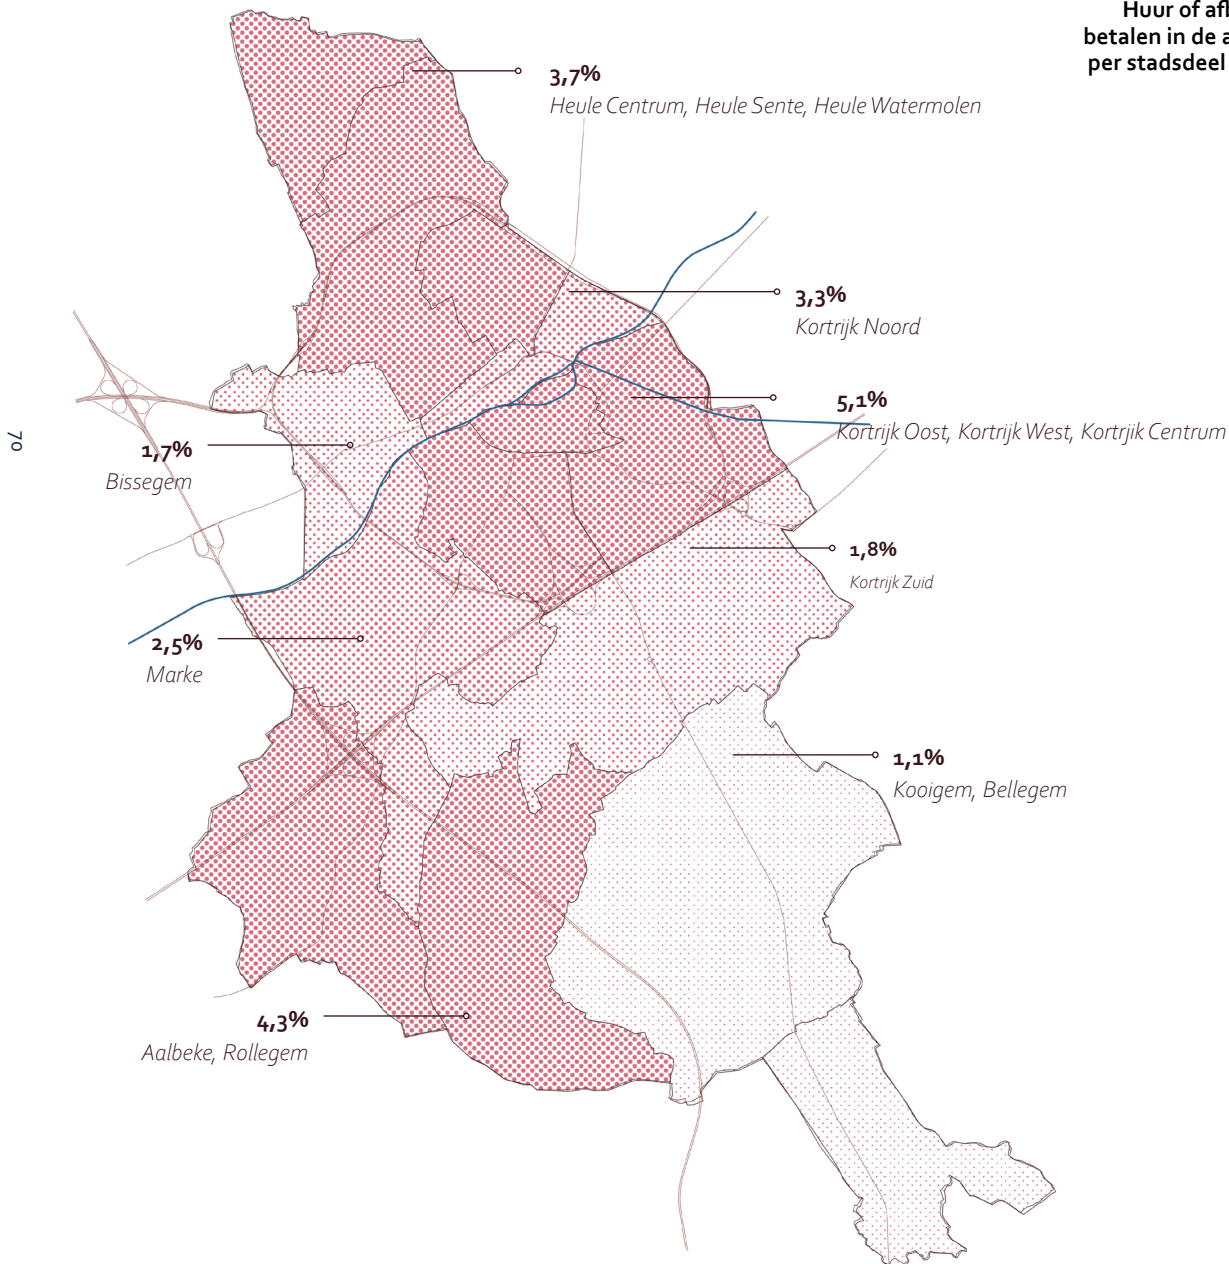 Huur of
betalen in de
per stadsdeel
3,7%
Heule Centrum, Heule Sente, Heule Watermolen
3,3%
Kortrijk Noord
5,1%
Kortrijk Oost, Kortrijk West, Kortrjik Centrum
1,7%
Bissegem
1,8%
Kortrijk Zuid
2,5%
Marke
1,1%
Kooigem, Bellegem
4,3%
Aalbeke, Rollegem
70